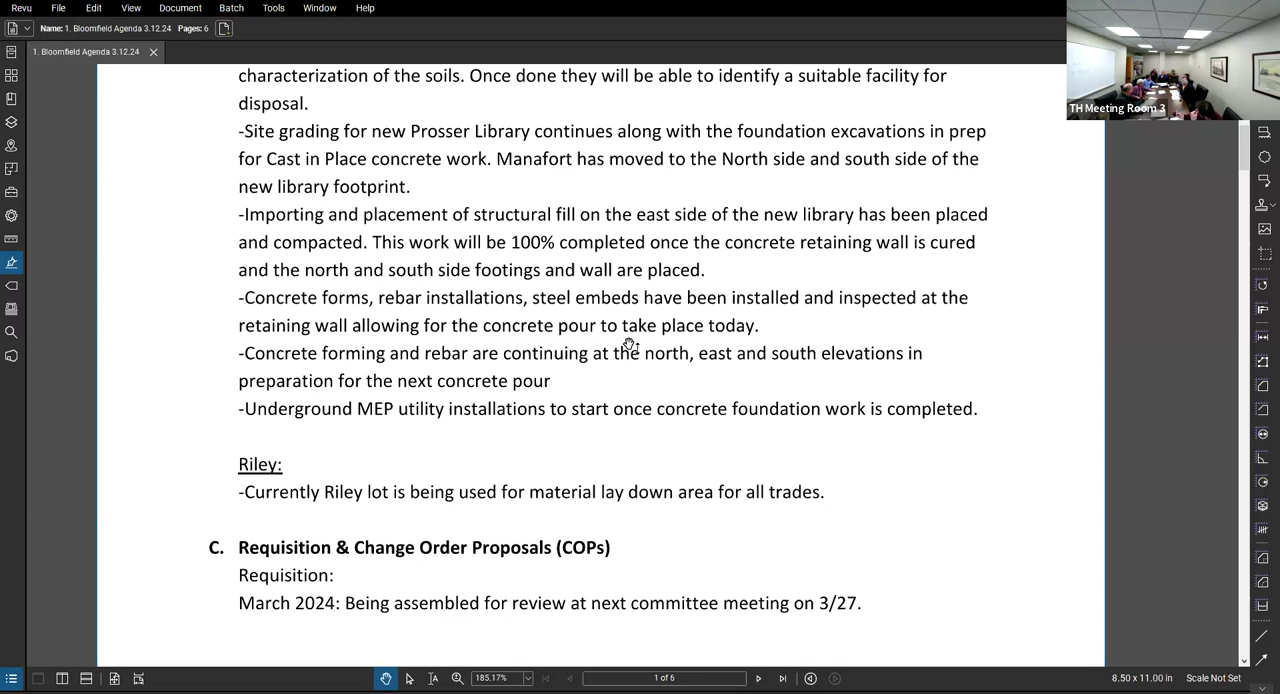 Revu File Edit View Document Batch Tools Window Help
Name: 1. Bloomfield Agenda 3.12.24 Pages: 6
1. Bloomfield Agenda 3.12.24
TH Meeting Room 3
characterization of the soils. Once done they will be able to identify a suitable facility for
disposal.
-Site grading for new Prosser Library continues along with the foundation excavations in prep
for Cast in Place concrete work. Manafort has moved to the North side and south side of the
new library footprint.
-Importing and placement of structural fill on the east side of the new library has been placed
and compacted. This work will be 100% completed once the concrete retaining wall is cured
and the north and south side footings and wall are placed.
-Concrete forms, rebar installations, steel embeds have been installed and inspected at the
retaining wall allowing for the concrete pour to take place today.
-Concrete forming and rebar are continuing at the north, east and south elevations in
preparation for the next concrete pour
-Underground MEP utility installations to start once concrete foundation work is completed.
Riley:
-Currently Riley lot is being used for material lay down area for all trades.
C. Requisition & Change Order Proposals (COPs)
Requisition:
March 2024: Being assembled for review at next committee meeting on 3/27.
185.17% 1 of 6 8.50 x 11.00 in Scale Not Set